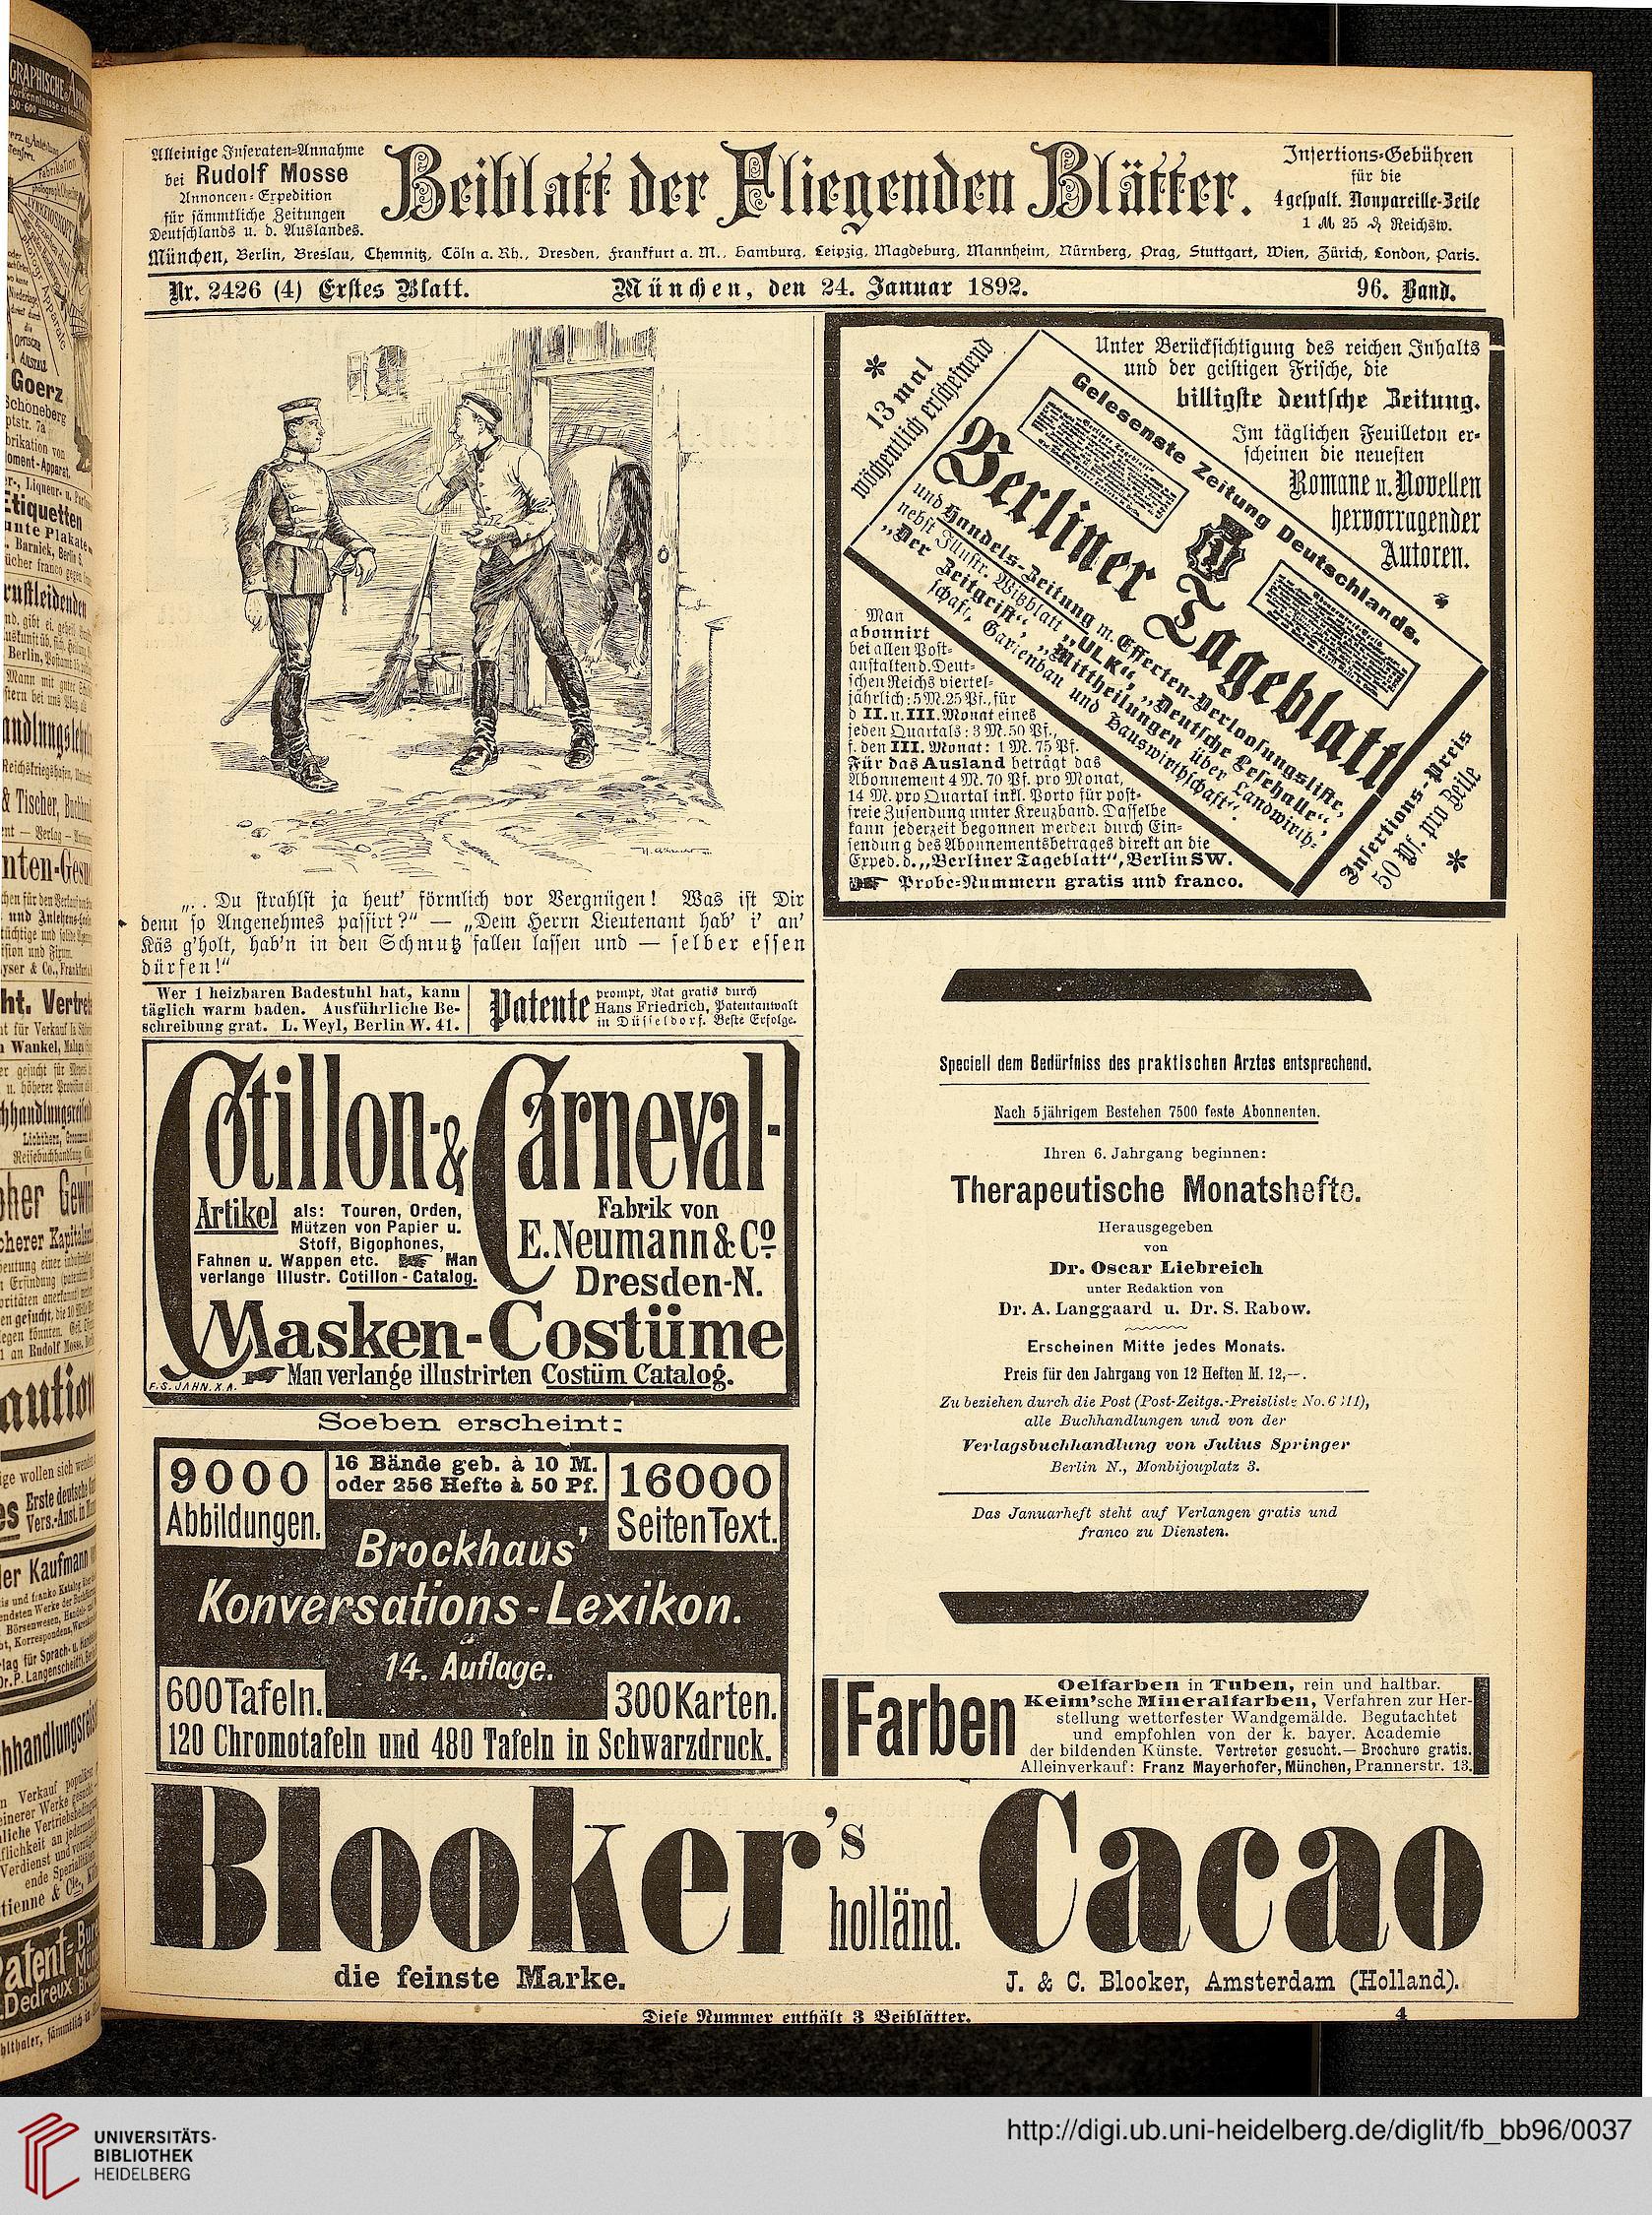 Alleinige Inseraten-Annahme
bei Rudolf Mosse
Annoncen-Expedition
für sämmtliche Zeitungen
Deutschlands u. d. Auslandes.
Beiblatt der Fliegenden Blätter.
Insertions-Gebühren
für die
4gespalt. Nonpareille-Zeile
1 M 25 ₰ Reichsw.
München, Berlin, Breslau, Chemnitz, Cöln a. Rh., Dresden, Frankfurt a. M., Hamburg, Leipzig, Magdeburg, Mannheim, Nürnberg, Prag, Stuttgart, Wien, Zürich, London, Paris.
Nr. 2426 (4) Erstes Blatt.
München, den 24. Januar 1892.
96. Band.
„.. Du strahlst ja heut' förmlich vor Vergnügen! Was ist Dir
denn so Angenehmes passirt?“ — „Dem Herrn Lieutenant hab' i' an'
Käs g'holt, hab'n in den Schmutz fallen lassen und — selber essen
dürfen!“
Wer 1 heizbaren Badestuhl hat, kann
täglich warm baden. Ausführliche Be-
schreibung grat. L. Weyl, Berlin W. 41.
Patente
prompt, Rat gratis durch
Hans Friedrich, Patentanwalt
in Düsseldorf. Beste Erfolge.
Cotillon- & Carneval-
Artikel als: Touren, Orden,
Mützen von Papier u.
Stoff, Bigophones,
Fahnen u. Wappen etc. ☛ Man
verlange Illustr. Cotillon-Catalog.
Fabrik von
E. Neumann & Co
Dresden-N.
Masken-Costüme
☛ Man verlange illustrirten Costüm Catalog.
F.S. JAHN. X.A.
Soeben erscheint:
9000
Abbildungen.
16 Bände geb. à 10 M.
oder 256 Hefte à 50 Pf.
16000
Seiten Text.
Brockhaus'
Konversations-Lexikon.
14. Auflage.
600 Tafeln.
300 Karten.
120 Chromotafeln und 480 Tafeln in Schwarzdruck.
* 13 mal
wöchentlich erscheinend
Unter Berücksichtigung des reichen Inhalts
und der geistigen Frische, die
billigste deutsche Zeitung.
Im täglichen Feuilleton er-
scheinen die neuesten
Romane u. Novellen
hervorragender
Autoren.
Gelesenste Zeitung Deutschlands.
Berliner Tageblatt
und Handels-Zeitung m. Effecten-Verloosungsliste,
nebst Illustr. Witzblatt „ULK“, „Deutsche Lesehalle“,
„Der Zeitgeist“, „Mittheilungen über Landwirth-
schaft, Gartenbau und Hauswirthschaft“.
Man
abonnirt
bei allen Post-
anstalten d. Deut-
schen Reichs viertel-
jährlich: 5 M. 25 Pf., für
d II. u. III. Monat eines
jeden Quartals: 3 M. 50 Pf.,
f. den III. Monat: 1 M. 75 Pf.
Für das Ausland beträgt das
Abonnement 4 M. 70 Pf. pro Monat,
14 M. pro Quartal inkl. Porto für post-
freie Zusendung unter Kreuzband. Dasselbe
kann jederzeit begonnen werden durch Ein-
sendung des Abonnementsbetrages direkt an die
Exped. d. „Berliner Tageblatt“, Berlin SW.
☛ Probe-Nummern gratis und franco.
Insertions-Preis
50 Pf. pro Zeile
*
Speciell dem Bedürfniss des praktischen Arztes entsprechend.
Nach 5jährigem Bestehen 7500 feste Abonnenten.
Ihren 6. Jahrgang beginnen:
Therapeutische Monatshefte.
Herausgegeben
von
Dr. Oscar Liebreich
unter Redaktion von
Dr. A. Langgaard u. Dr. S. Rabow.
Erscheinen Mitte jedes Monats.
Preis für den Jahrgang von 12 Heften M. 12,—.
Zu beziehen durch die Post (Post-Zeitgs.-Preisliste
alle Buchhandlungen und von der
Verlagsbuchhandlung von Julius Springer
Berlin N., Monbijouplatz 3.
Das Januarheft steht auf Verlangen gratis und
franco zu Diensten.
Farben
Oelfarben in Tuben, rein und haltbar.
Keim'sche Mineralfarben, Verfahren zur Her-
stellung wetterfester Wandgemälde. Begutachtet
und empfohlen von der k. bayer. Academie
der bildenden Künste. Vertreter gesucht.— Brochure gratis.
Alleinverkauf: Franz Mayerhofer, München, Prannerstr. 13.
Blooker's holländ. Cacao
die feinste Marke.
J. & C. Blooker, Amsterdam (Holland).
Diese Nummer enthält 3 Beiblätter.
4
UNIVERSITÄTS-
BIBLIOTHEK
HEIDELBERG
http://digi.ub.uni-heidelberg.de/diglit/fb_bb96/0037